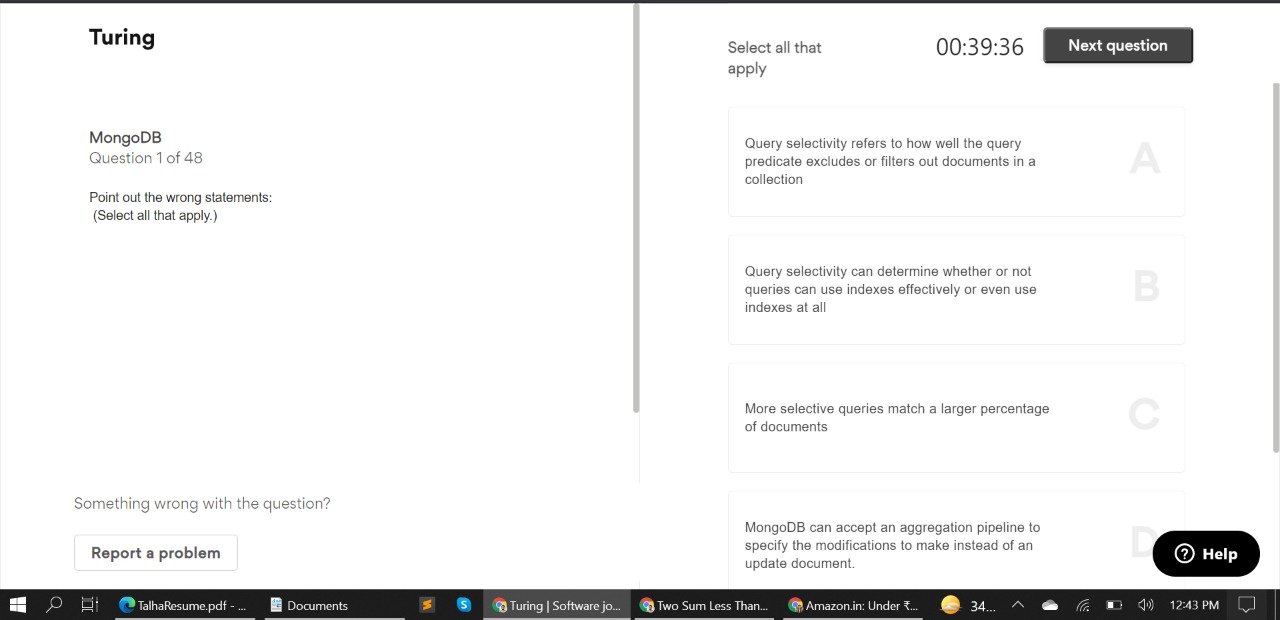 Turing
Select all that
apply
00:39:36
Next question
MongoDB
Question 1 of 48
Point out the wrong statements:
(Select all that apply.)
Query selectivity refers to how well the query
predicate excludes or filters out documents in a
collection
A
Query selectivity can determine whether or not
queries can use indexes effectively or even use
indexes at all
B
More selective queries match a larger percentage
of documents
C
MongoDB can accept an aggregation pipeline to
specify the modifications to make instead of an
update document.
D
Something wrong with the question?
Report a problem
? Help
TalhaResume.pdf - ...
Documents
Turing | Software jo...
Two Sum Less Than...
Amazon.in: Under ₹...
34...
12:43 PM